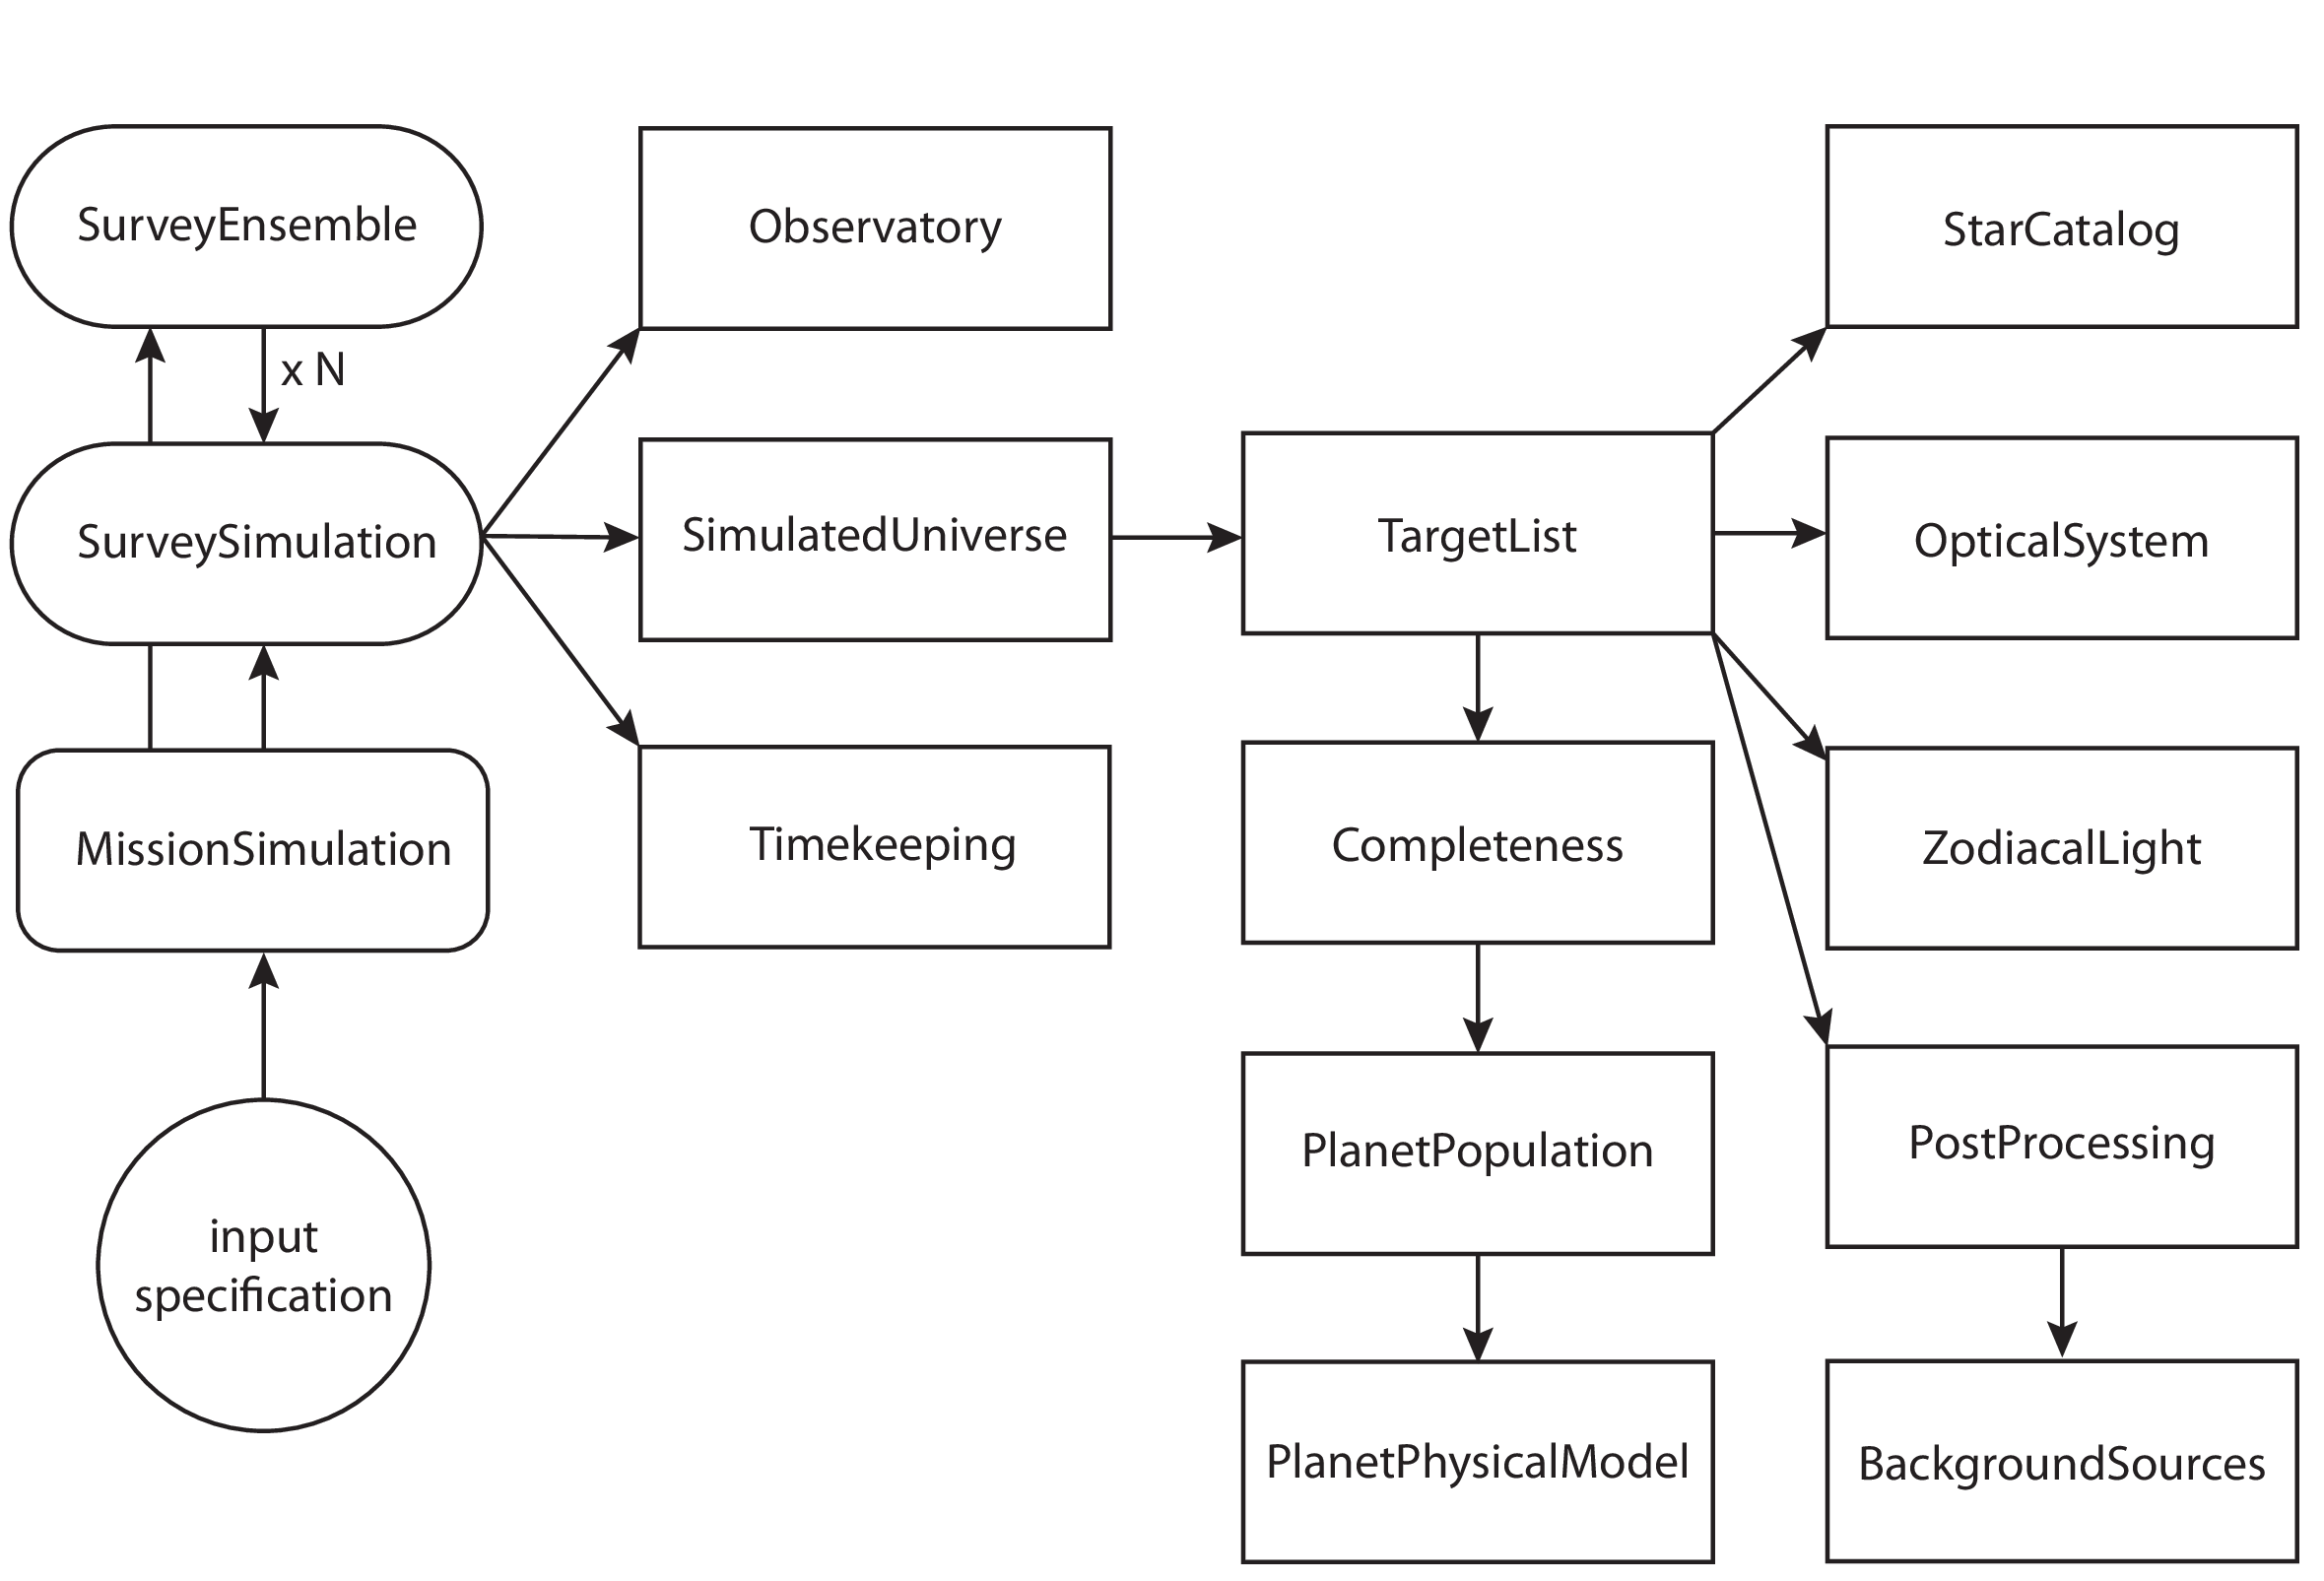 SurveyEnsemble
Observatory
StarCatalog
x N
SurveySimulation
SimulatedUniverse
TargetList
OpticalSystem
MissionSimulation
Timekeeping
Completeness
ZodiacalLight
PlanetPopulation
PostProcessing
input
specification
PlanetPhysicalModel
BackgroundSources